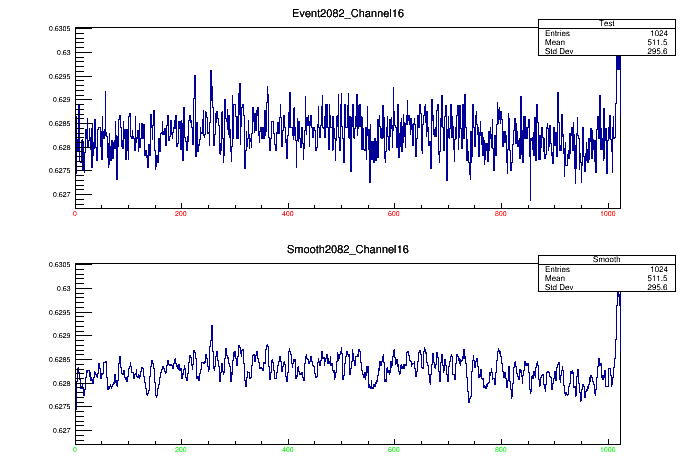 Event2082_Channel16
Test
Entries 1024
Mean 511.5
Std Dev 295.6
0.6305
0.63
0.6295
0.629
0.6285
0.628
0.6275
0.627
0 200 400 600 800 1000
Smooth2082_Channel16
Smooth
Entries 1024
Mean 511.5
Std Dev 295.6
0.6305
0.63
0.6295
0.629
0.6285
0.628
0.6275
0.627
0 200 400 600 800 1000